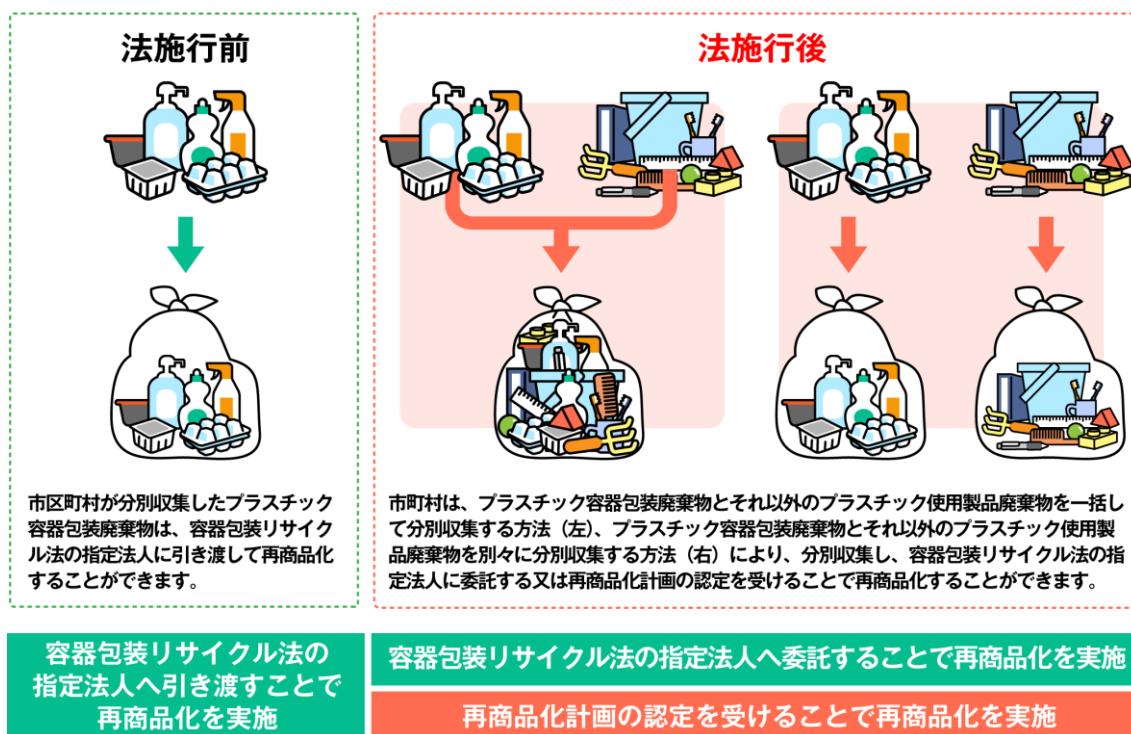 法施行前
法施行後
市区町村が分別収集したプラスチック
容器包装廃棄物は、容器包装リサイク
ル法の指定法人に引き渡して再商品化
することができます。
市町村は、プラスチック容器包装廃棄物とそれ以外のプラスチック使用製品廃棄物を一括し
て分別収集する方法（左）、プラスチック容器包装廃棄物とそれ以外のプラスチック使用製
品廃棄物を別々に分別収集する方法（右）により、分別収集し、容器包装リサイクル法の指
定法人に委託する又は再商品化計画の認定を受けることで再商品化することができます。
容器包装リサイクル法の
指定法人へ引き渡すことで
再商品化を実施
容器包装リサイクル法の指定法人へ委託することで再商品化を実施
再商品化計画の認定を受けることで再商品化を実施